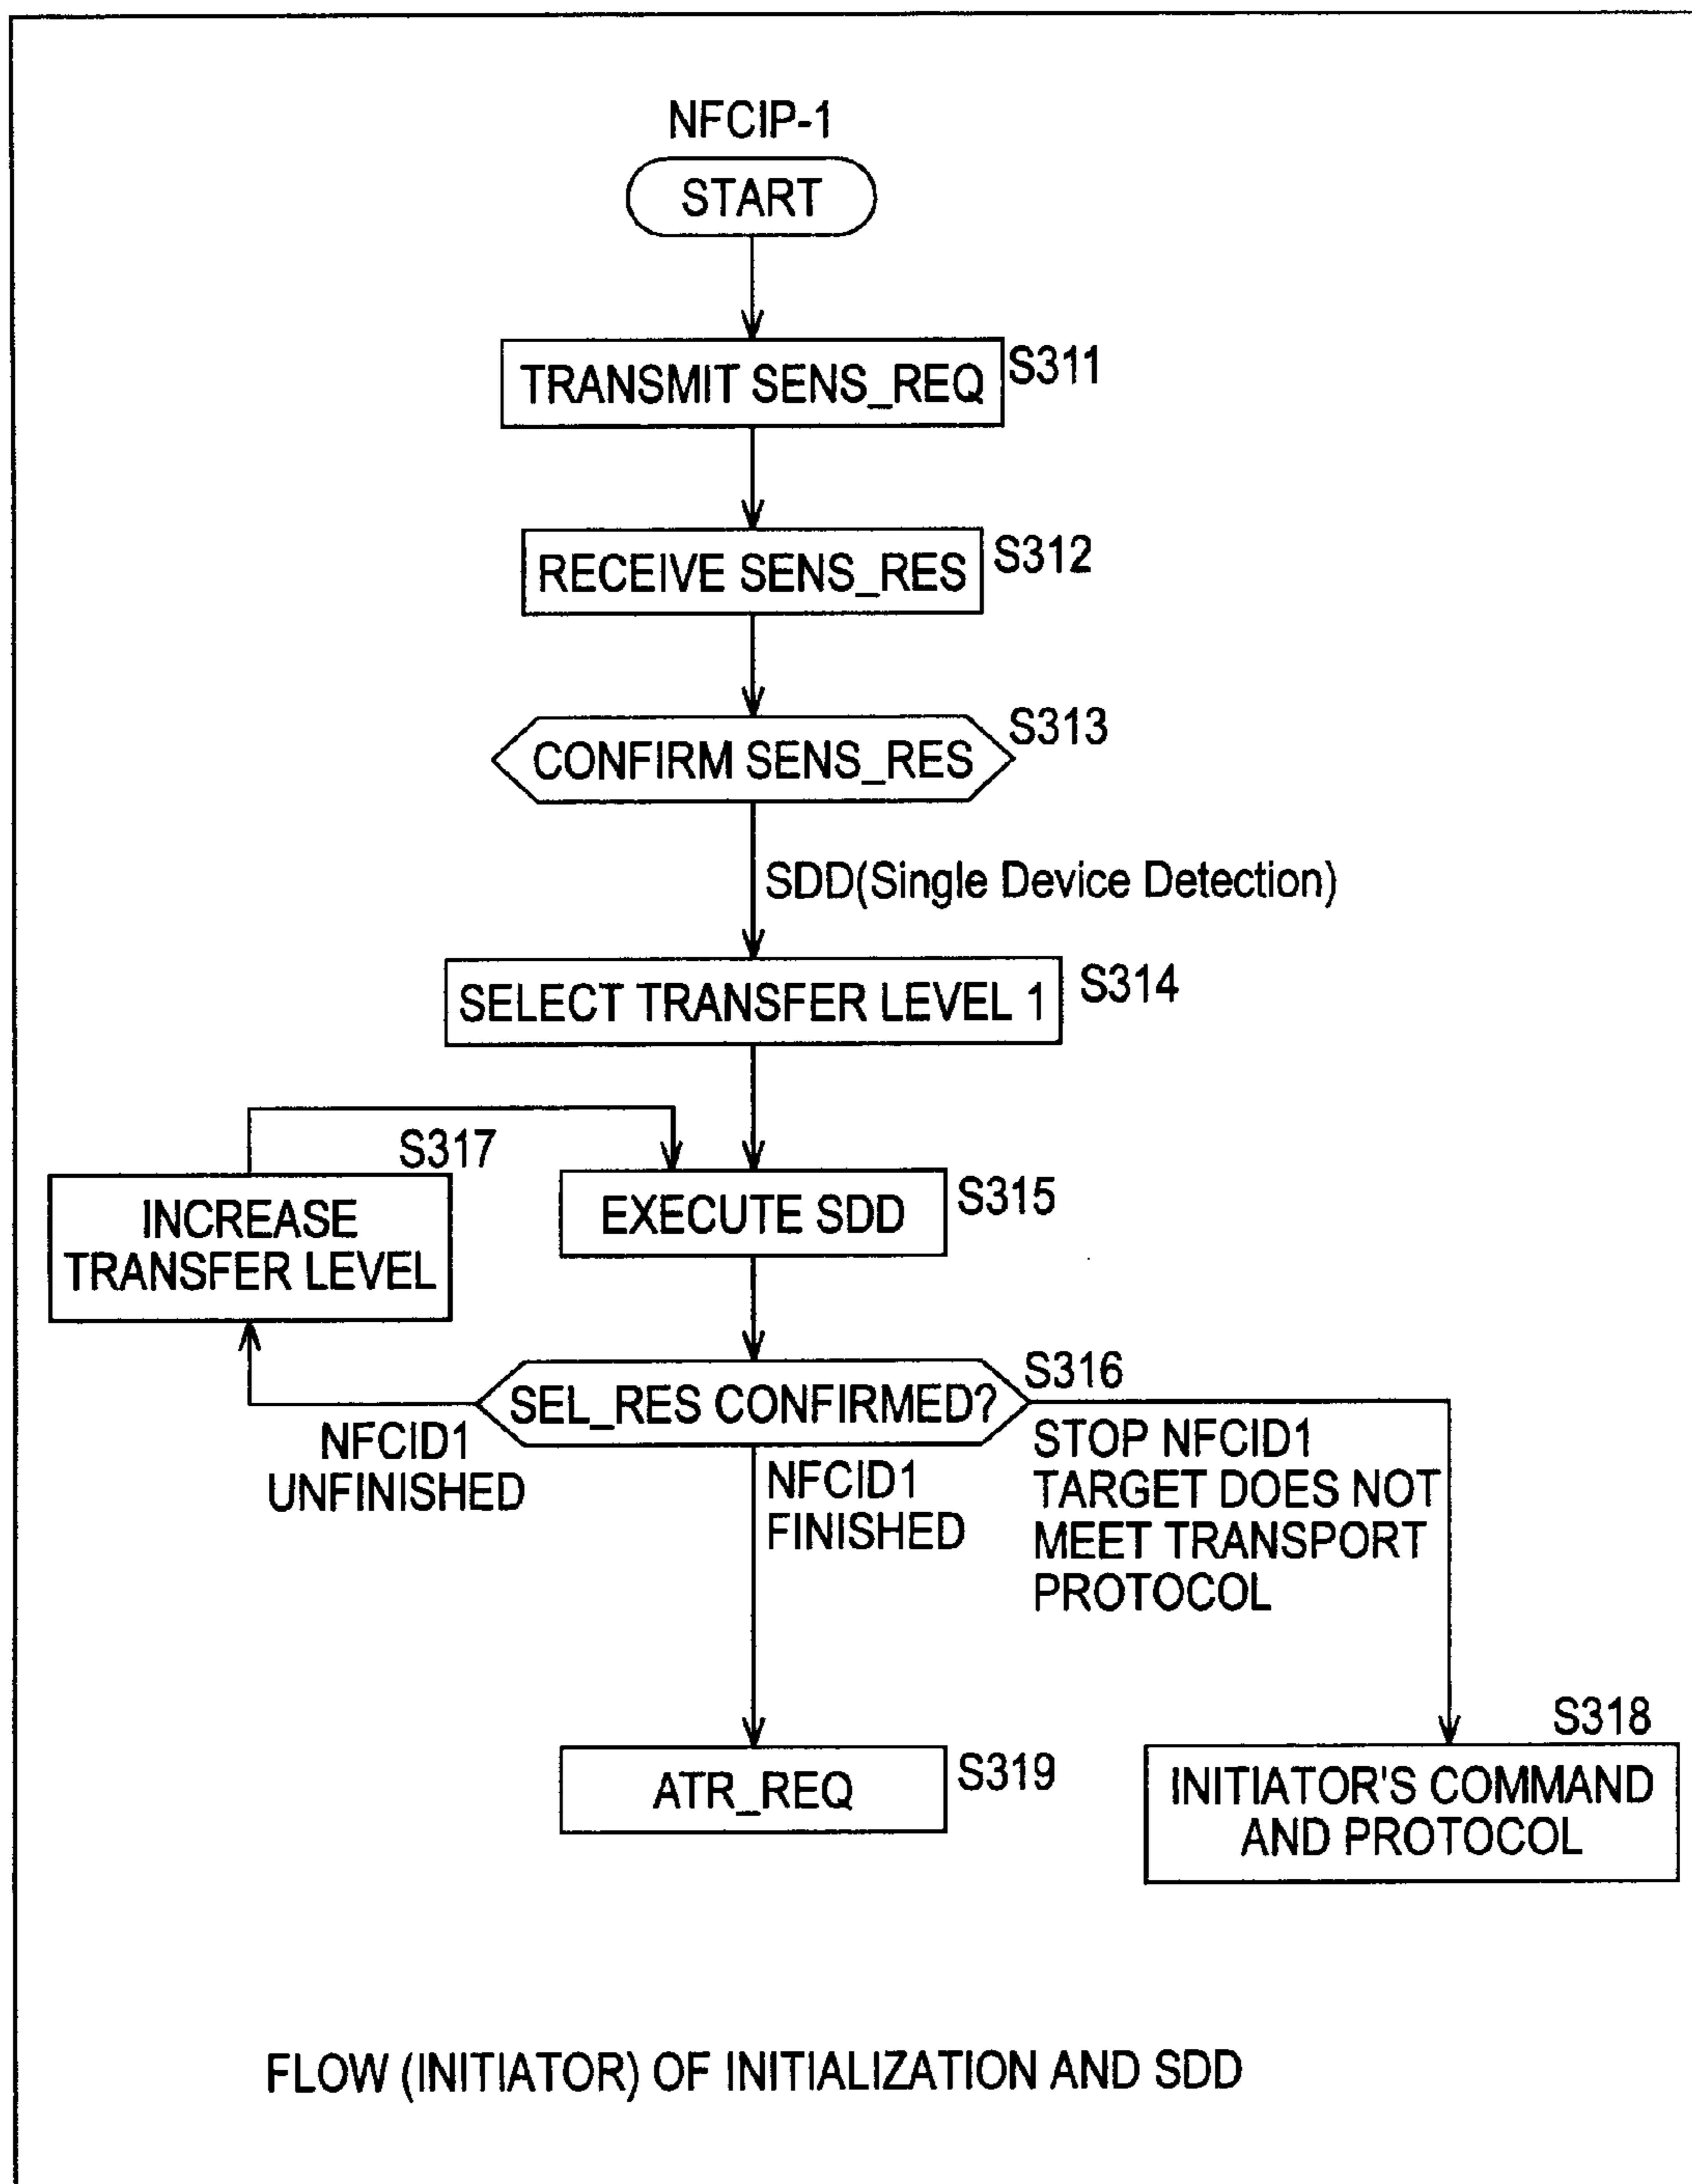 NFCIP-1
START
TRANSMIT SENS_REQ
S311
RECEIVE SENS_RES
S312
CONFIRM SENS_RES
S313
SDD(Single Device Detection)
SELECT TRANSFER LEVEL 1
S314
S317
INCREASE
TRANSFER LEVEL
EXECUTE SDD
S315
SEL_RES CONFIRMED?
S316
NFCID1
UNFINISHED
NFCID1
FINISHED
STOP NFCID1
TARGET DOES NOT
MEET TRANSPORT
PROTOCOL
ATR_REQ
S319
S318
INITIATOR'S COMMAND
AND PROTOCOL
FLOW (INITIATOR) OF INITIALIZATION AND SDD